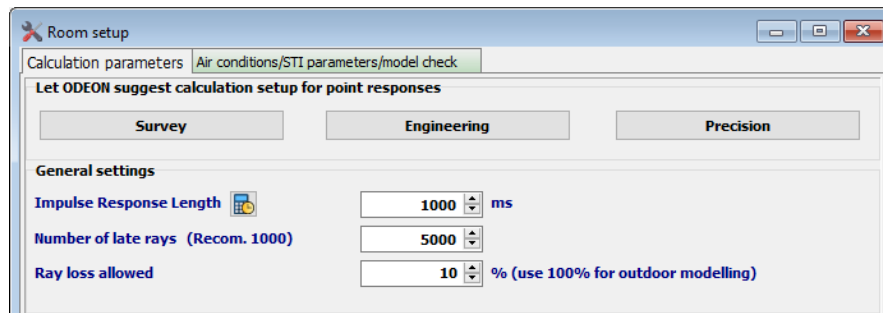 Room setup
Calculation parameters Air conditions/STI parameters/model check
Let ODEON suggest calculation setup for point responses
Survey Engineering Precision
General settings
Impulse Response Length 1000 ms
Number of late rays (Recom. 1000) 5000
Ray loss allowed 10 % (use 100% for outdoor modelling)